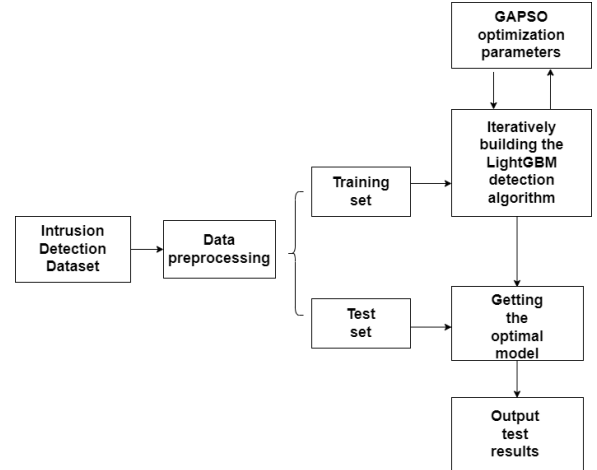 GAPSO
optimization
parameters
Iteratively
building the
LightGBM
detection
algorithm
Training
set
Intrusion
Detection
Dataset
Data
preprocessing
Test
set
Getting
the
optimal
model
Output
test
results